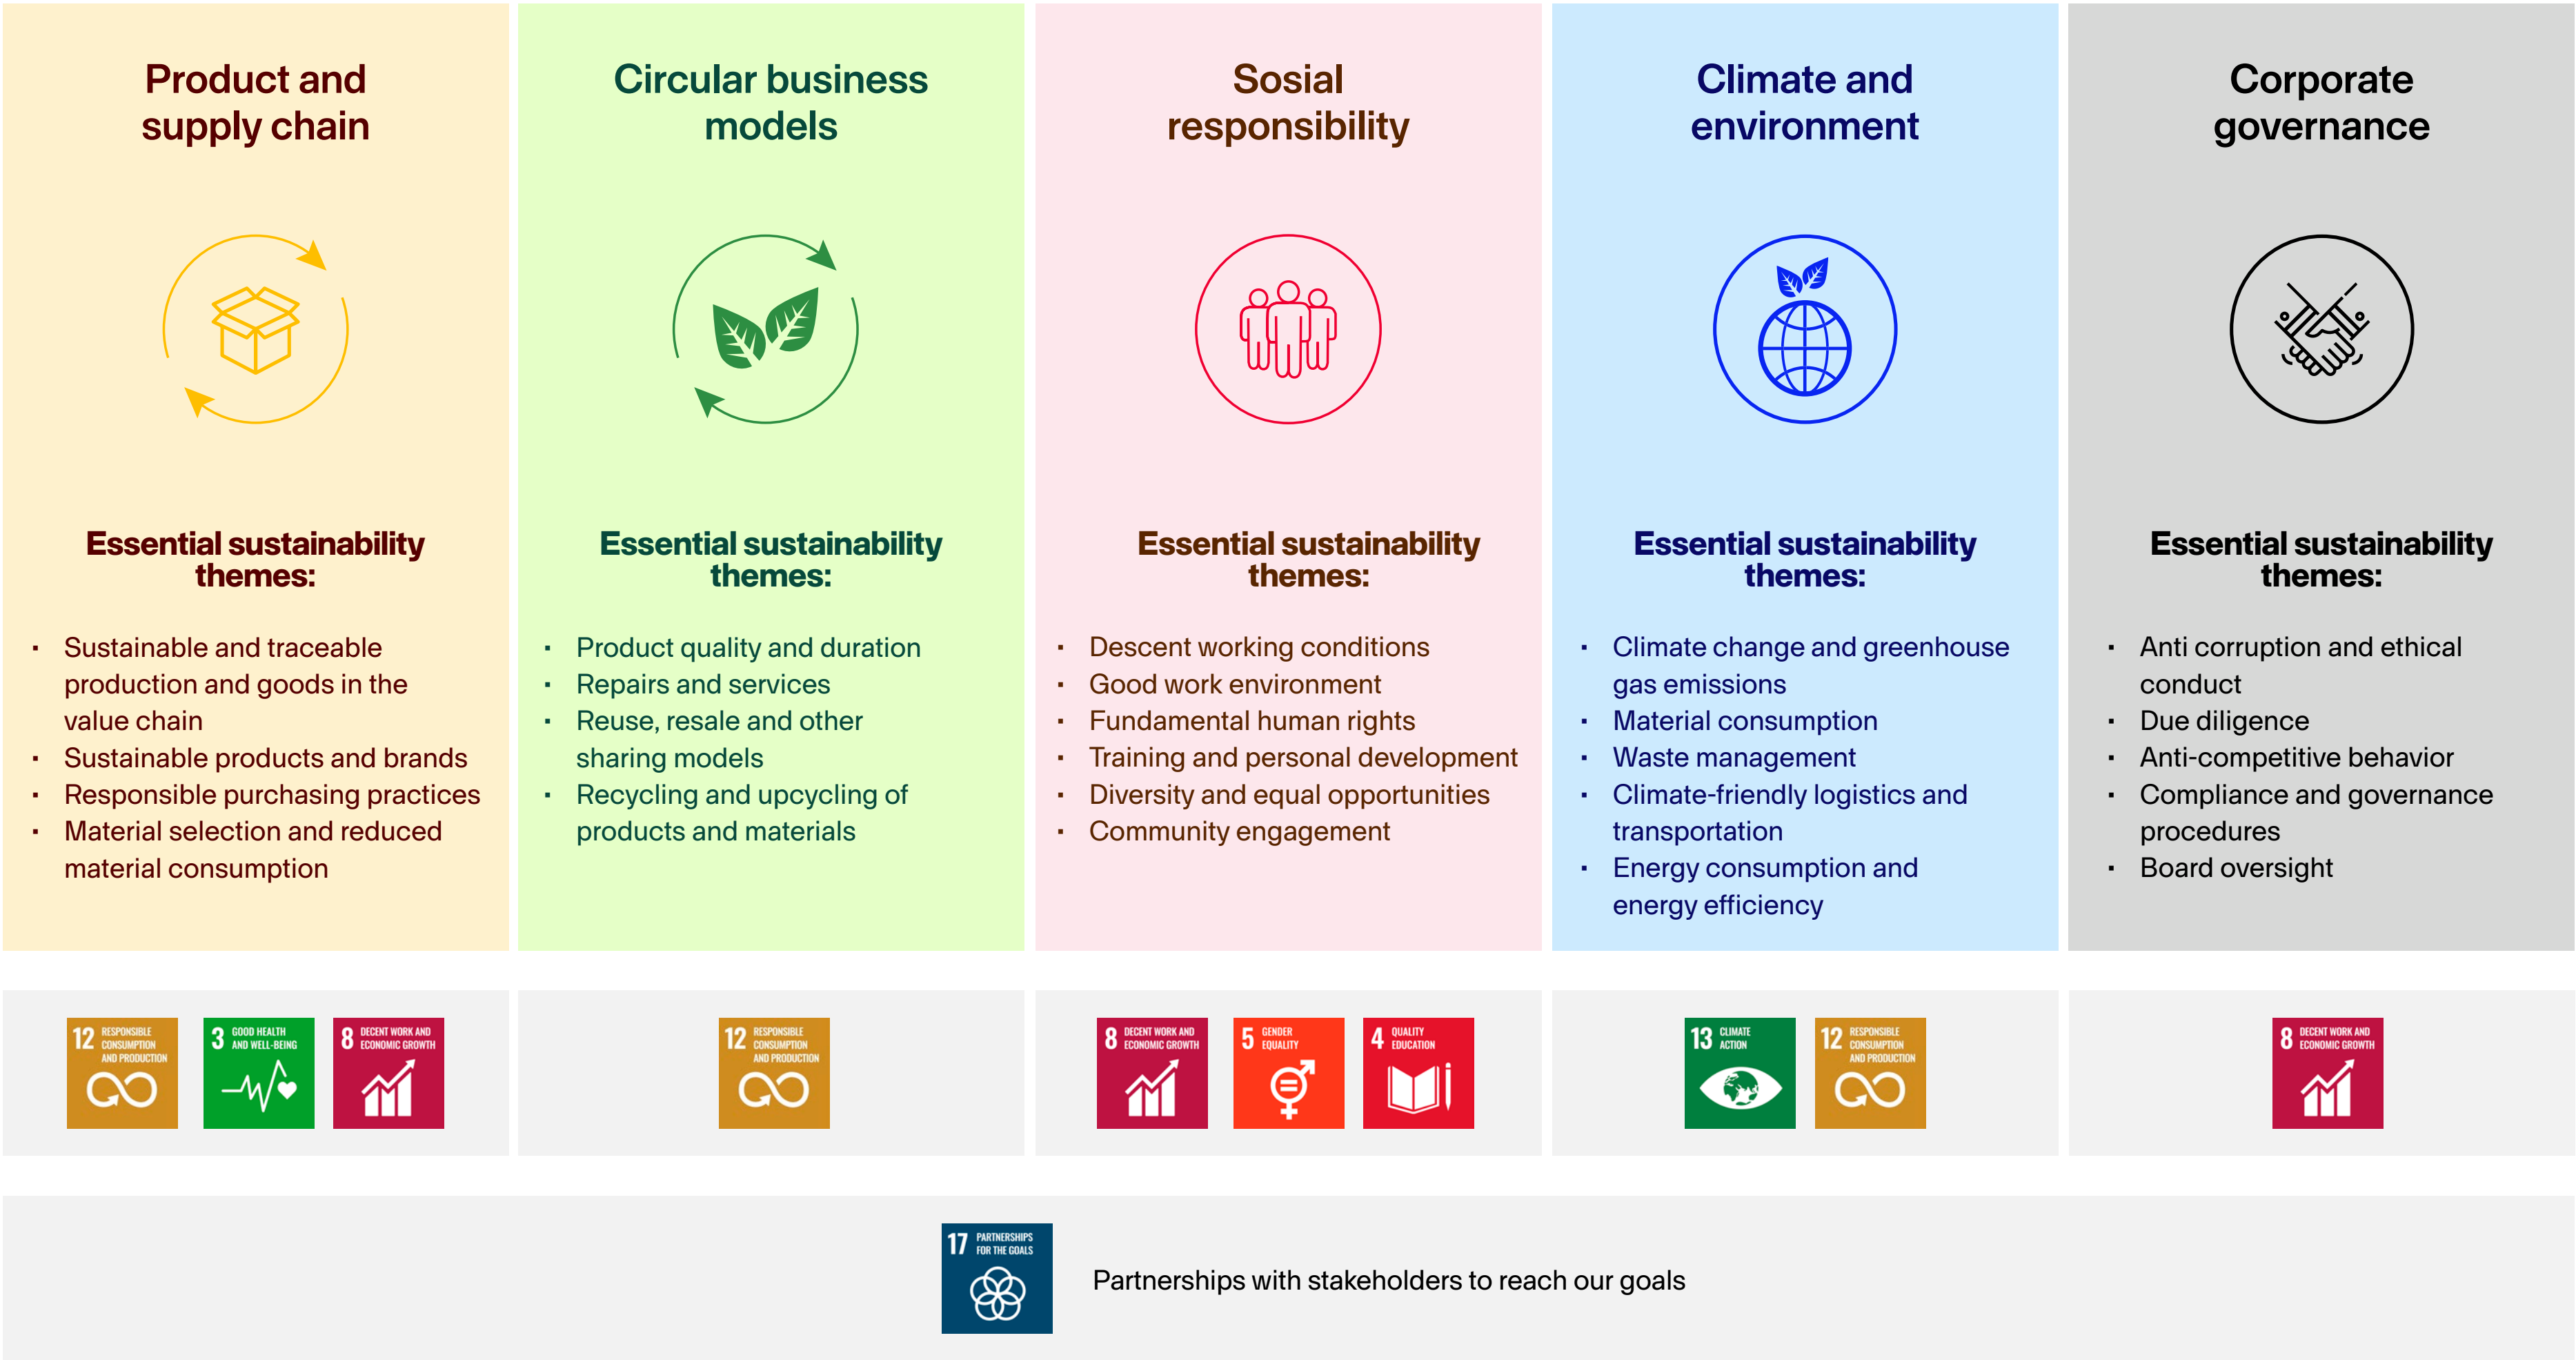 Product and
supply chain
Essential sustainability
themes:
· Sustainable and traceable
production and goods in the
value chain
· Sustainable products and brands
· Responsible purchasing practices
· Material selection and reduced
material consumption
Circular business
models
Essential sustainability
themes:
· Product quality and duration
· Repairs and services
· Reuse, resale and other
sharing models
· Recycling and upcycling of
products and materials
Sosial
responsibility
Essential sustainability
themes:
· Descent working conditions
· Good work environment
· Fundamental human rights
· Training and personal development
· Diversity and equal opportunities
· Community engagement
Climate and
environment
Essential sustainability
themes:
· Climate change and greenhouse
gas emissions
· Material consumption
· Waste management
· Climate-friendly logistics and
transportation
· Energy consumption and
energy efficiency
Corporate
governance
Essential sustainability
themes:
· Anti corruption and ethical
conduct
· Due diligence
· Anti-competitive behavior
· Compliance and governance
procedures
· Board oversight
12 RESPONSIBLE
CONSUMPTION
AND PRODUCTION
3 GOOD HEALTH
AND WELL-BEING
8 DECENT WORK AND
ECONOMIC GROWTH
12 RESPONSIBLE
CONSUMPTION
AND PRODUCTION
8 DECENT WORK AND
ECONOMIC GROWTH
5 GENDER
EQUALITY
4 QUALITY
EDUCATION
13 CLIMATE
ACTION
12 RESPONSIBLE
CONSUMPTION
AND PRODUCTION
8 DECENT WORK AND
ECONOMIC GROWTH
17 PARTNERSHIPS
FOR THE GOALS
Partnerships with stakeholders to reach our goals